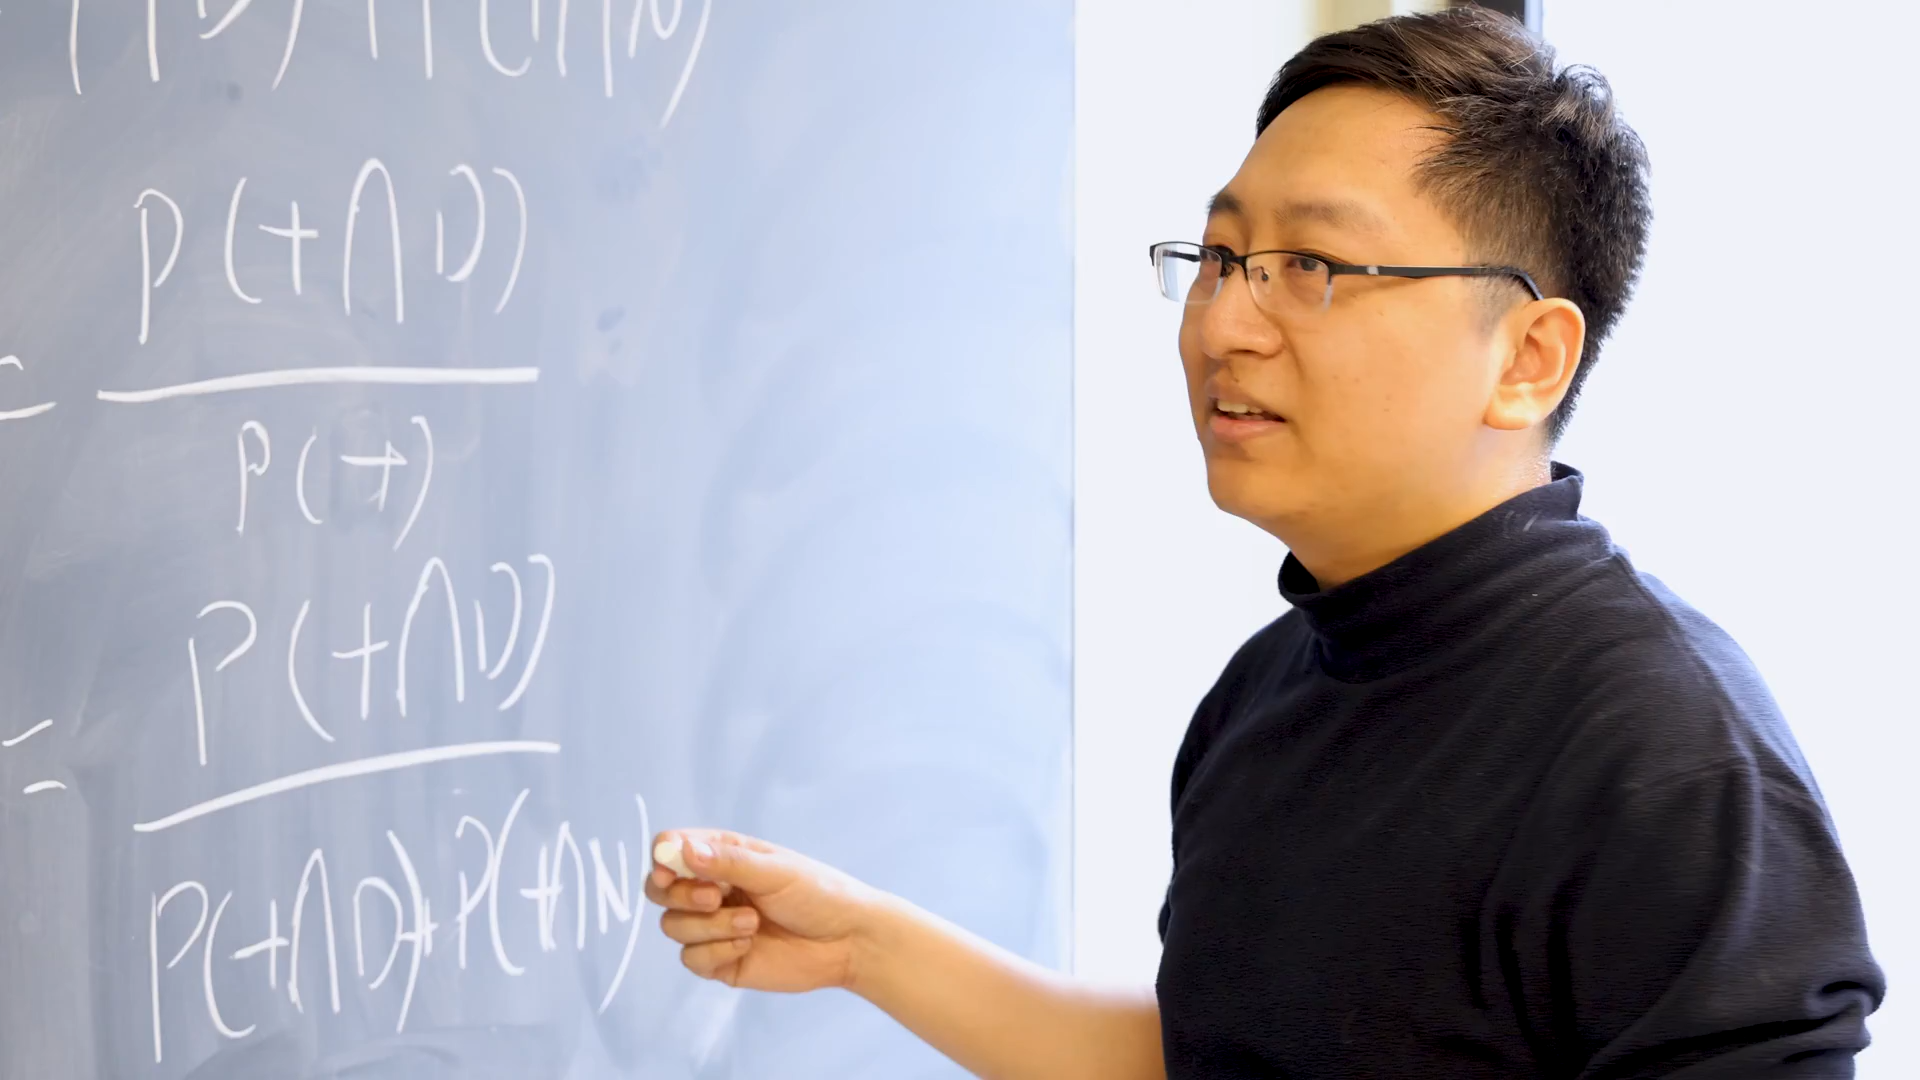 P(+∩D)
=
P(+)
P(+∩D)
=
P(+∩D)+P(+∩N)